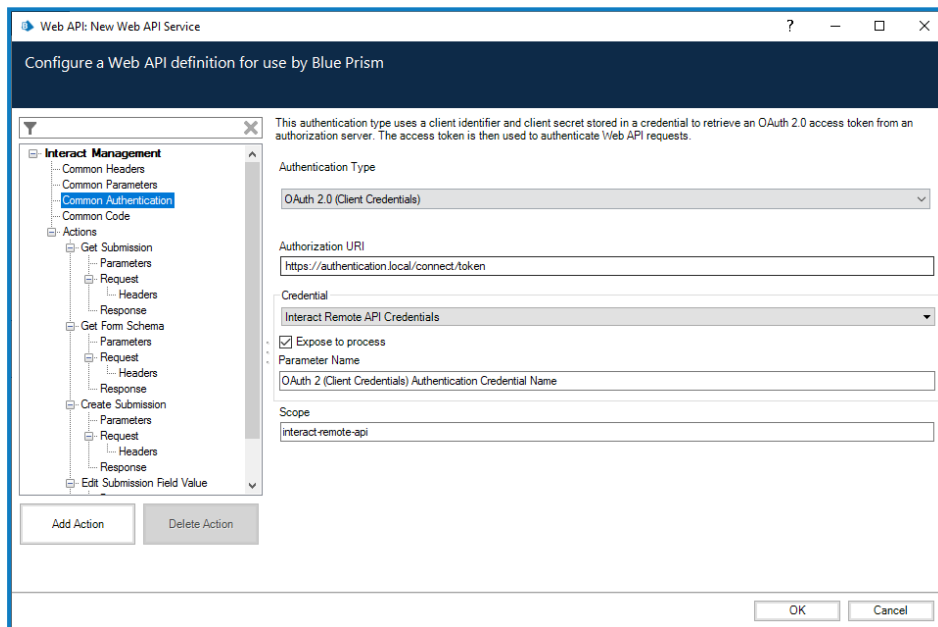 Web API: New Web API Service
?
Configure a Web API definition for use by Blue Prism
Interact Management
Common Headers
Common Parameters
Common Authentication
Common Code
Actions
Get Submission
Parameters
Request
Headers
Response
Get Form Schema
Parameters
Request
Headers
Response
Create Submission
Parameters
Request
Headers
Response
Edit Submission Field Value
Add Action
Delete Action
This authentication type uses a client identifier and client secret stored in a credential to retrieve an OAuth 2.0 access token from an
authorization server. The access token is then used to authenticate Web API requests.
Authentication Type
OAuth 2.0 (Client Credentials)
Authorization URI
https://authentication.local/connect/token
Credential
Interact Remote API Credentials
Expose to process
Parameter Name
OAuth 2 (Client Credentials) Authentication Credential Name
Scope
interact-remote-api
OK
Cancel